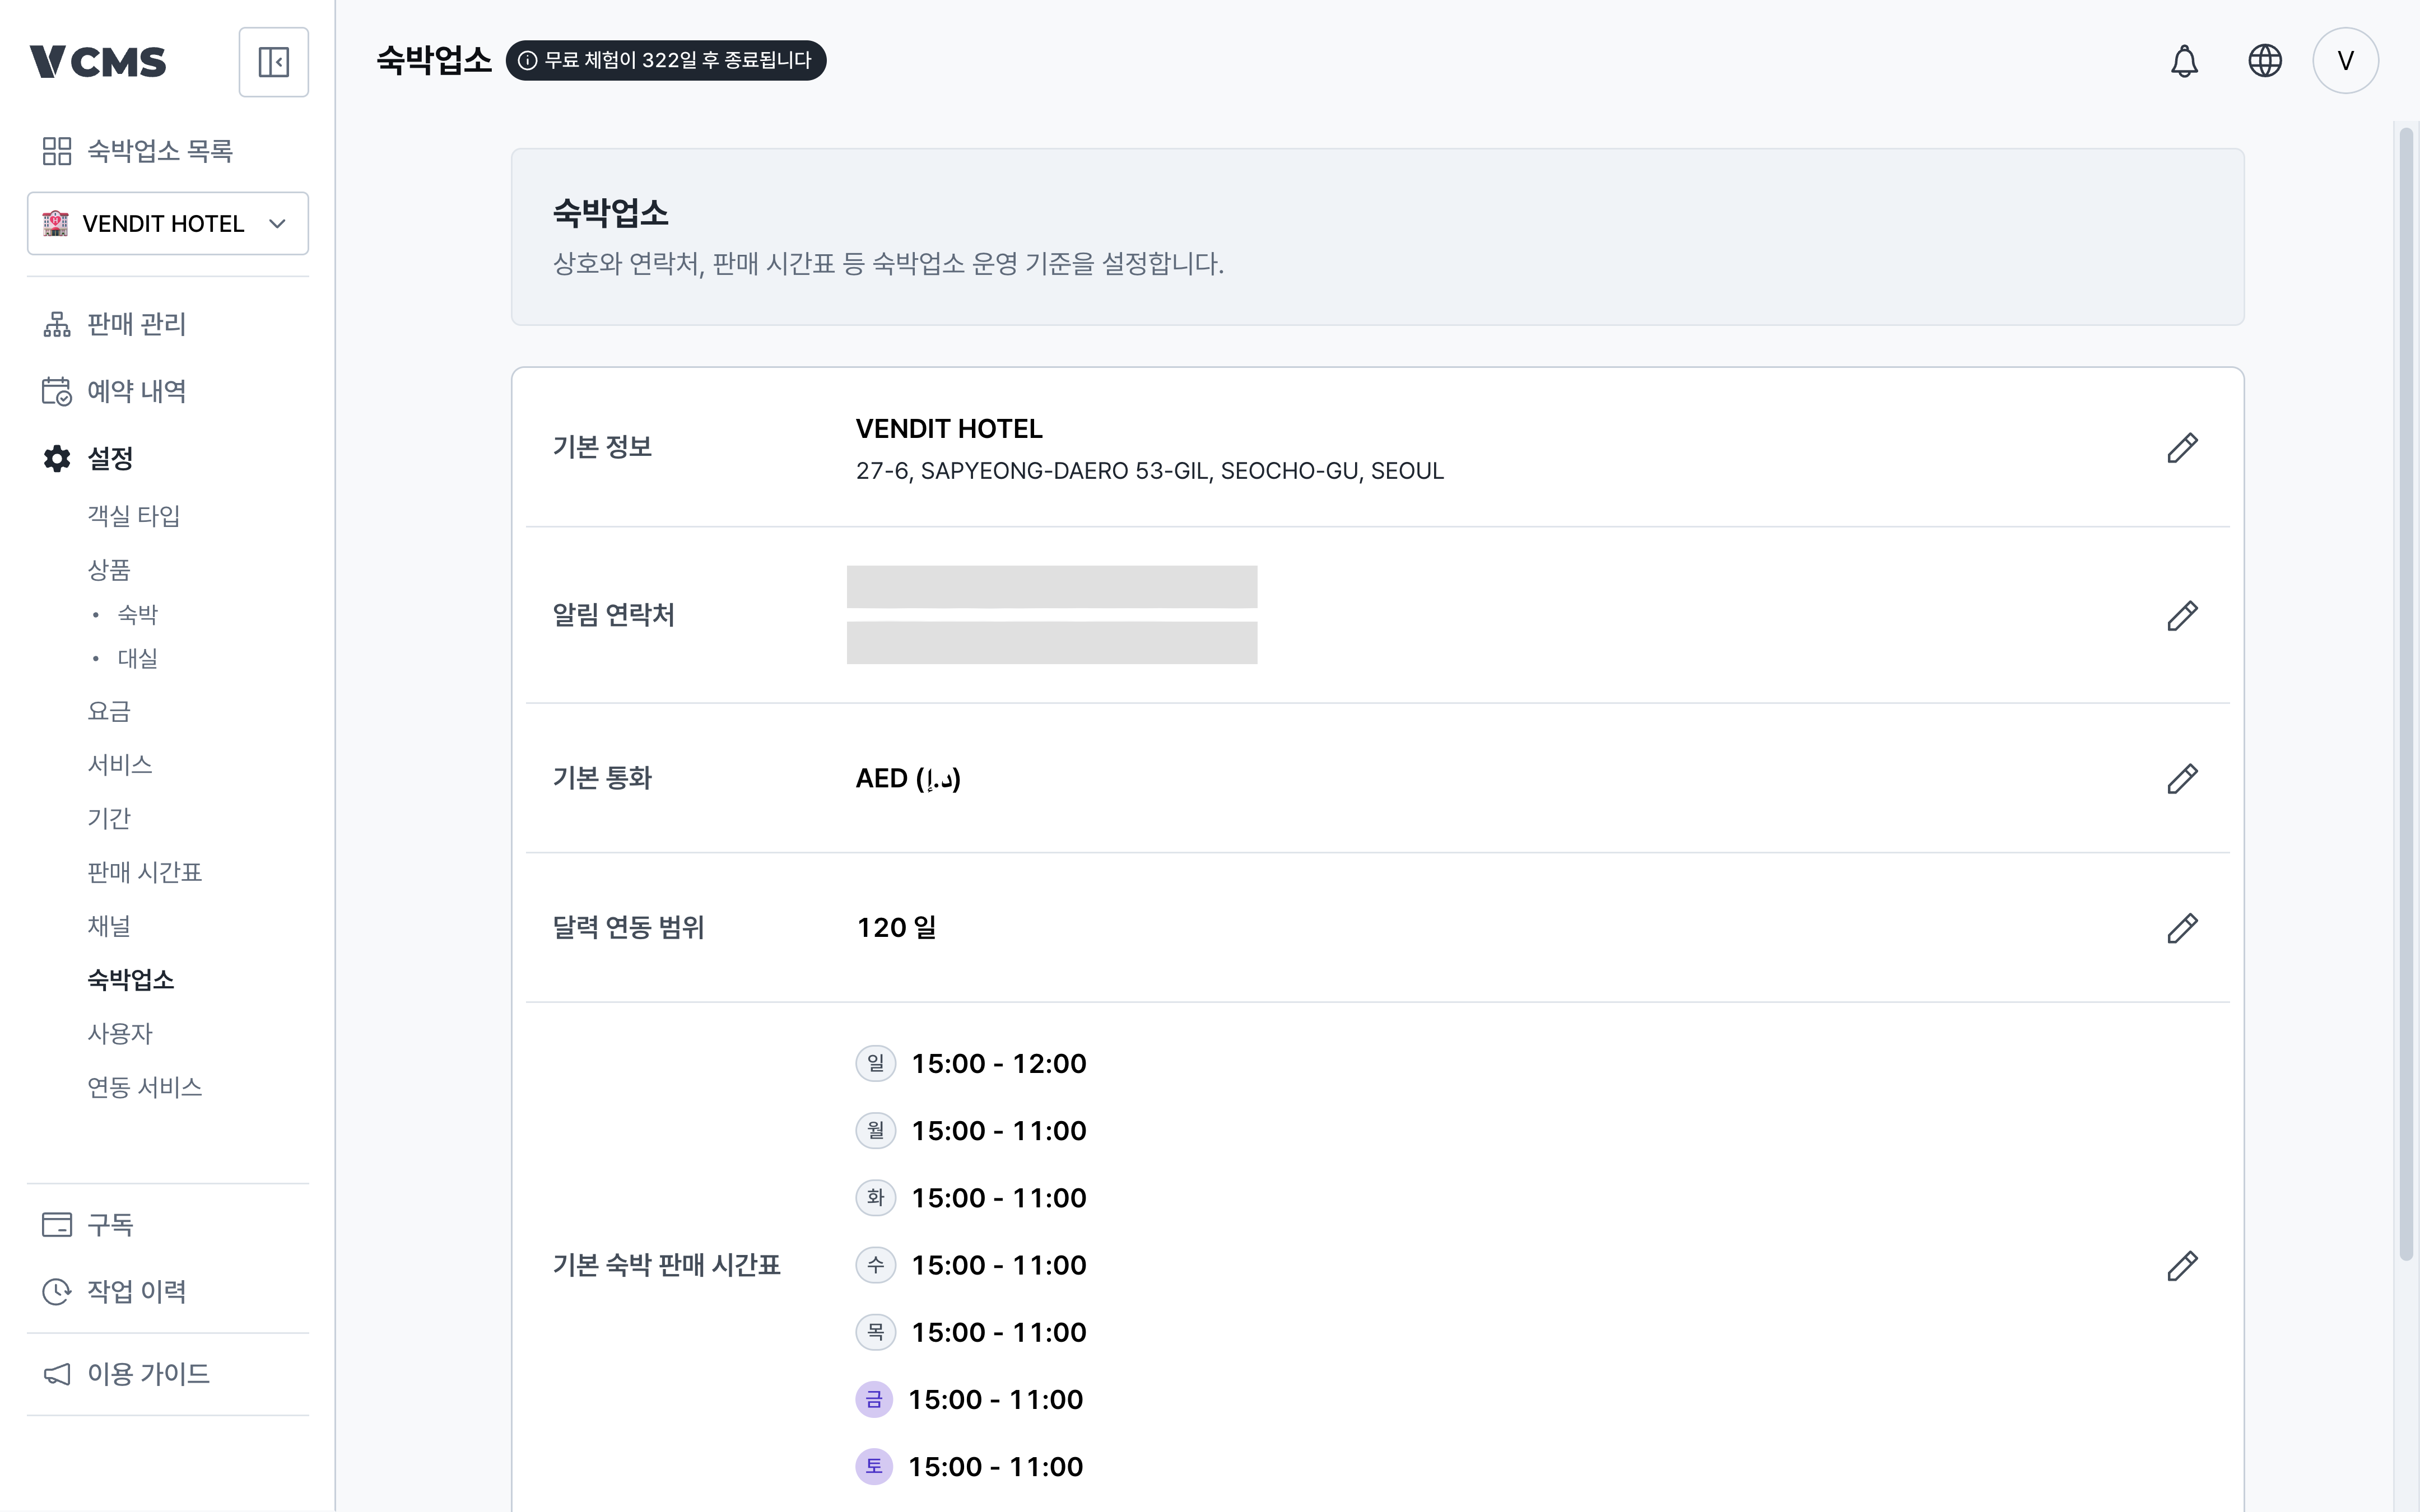 VCMS
숙박업소 목록
VENDIT HOTEL
판매 관리
예약 내역
설정
객실 타입
상품
• 숙박
• 대실
요금
서비스
기간
판매 시간표
채널
숙박업소
사용자
연동 서비스
구독
작업 이력
이용 가이드
숙박업소
무료 체험이 322일 후 종료됩니다
V
숙박업소
상호와 연락처, 판매 시간표 등 숙박업소 운영 기준을 설정합니다.
기본 정보
VENDIT HOTEL
27-6, SAPYEONG-DAERO 53-GIL, SEOCHO-GU, SEOUL
알림 연락처
기본 통화
AED (د.إ)
달력 연동 범위
120 일
기본 숙박 판매 시간표
일 15:00 - 12:00
월 15:00 - 11:00
화 15:00 - 11:00
수 15:00 - 11:00
목 15:00 - 11:00
금 15:00 - 11:00
토 15:00 - 11:00